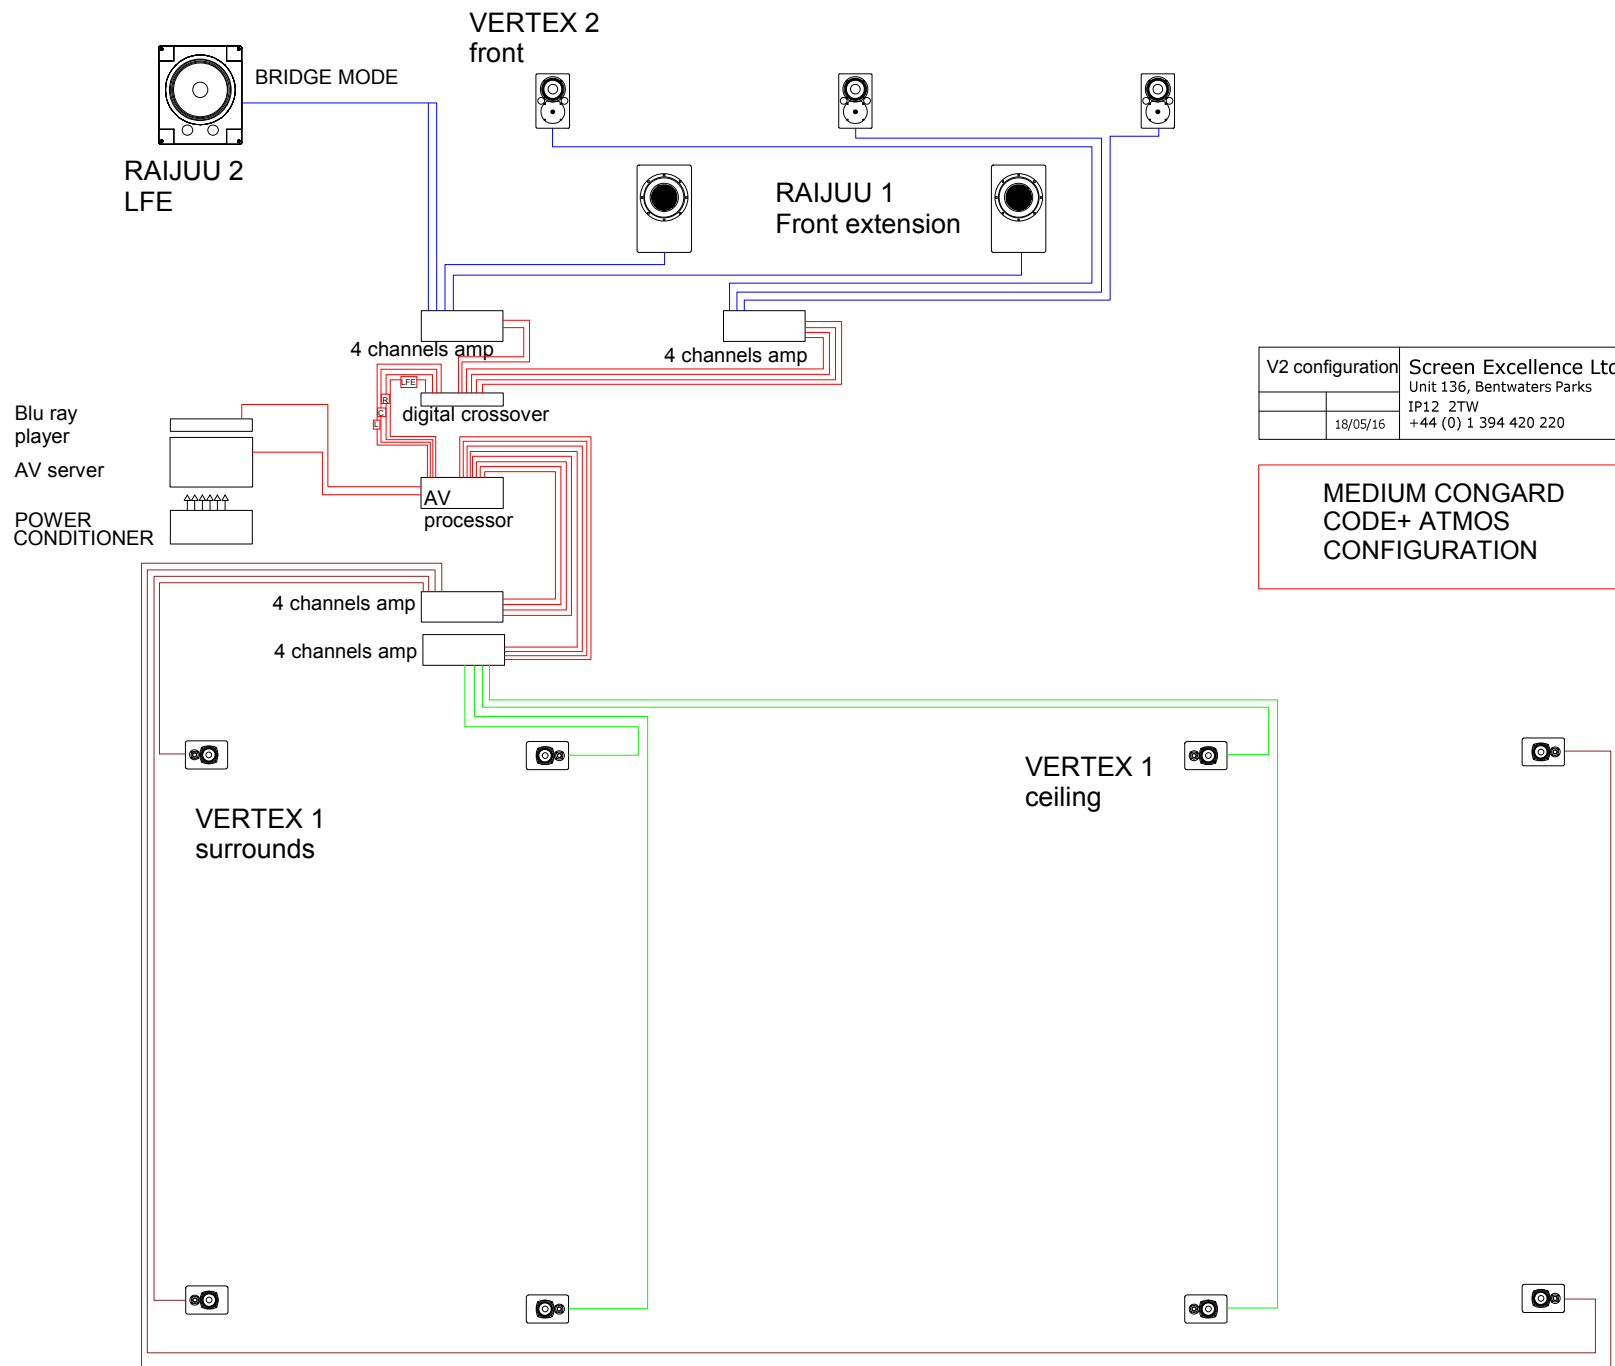 VERTEX 2
front
BRIDGE MODE
RAIJUU 2
LFE
RAIJUU 1
Front extension
4 channels amp
4 channels amp
LFE
R
C
L
digital crossover
Blu ray
player
AV server
POWER
CONDITIONER
AV
processor
V2 configuration
18/05/16
Screen Excellence Ltd
Unit 136, Bentwaters Parks
IP12 2TW
+44 (0) 1 394 420 220
MEDIUM CONGARD
CODE+ ATMOS
CONFIGURATION
4 channels amp
4 channels amp
VERTEX 1
surrounds
VERTEX 1
ceiling